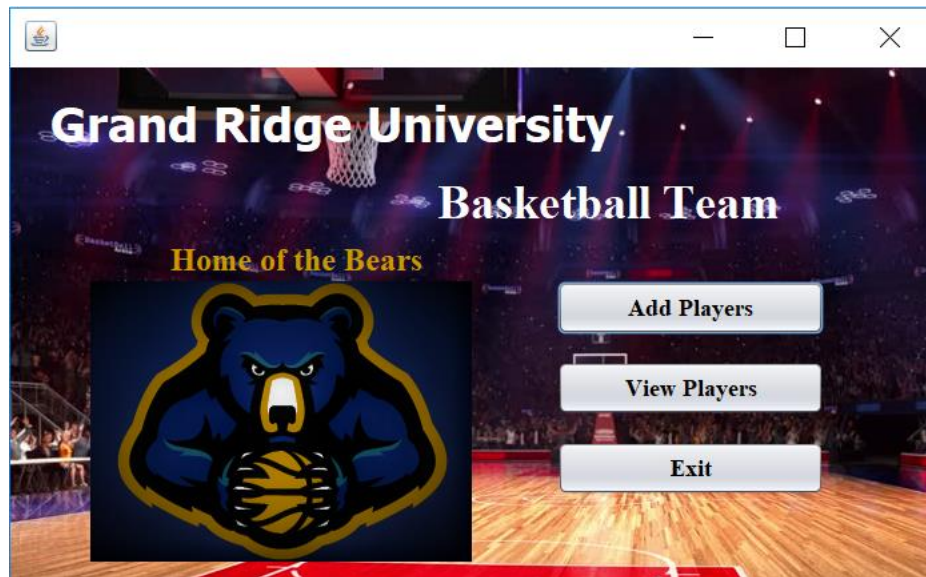 Grand Ridge University
Basketball Team
Home of the Bears
Add Players
View Players
Exit